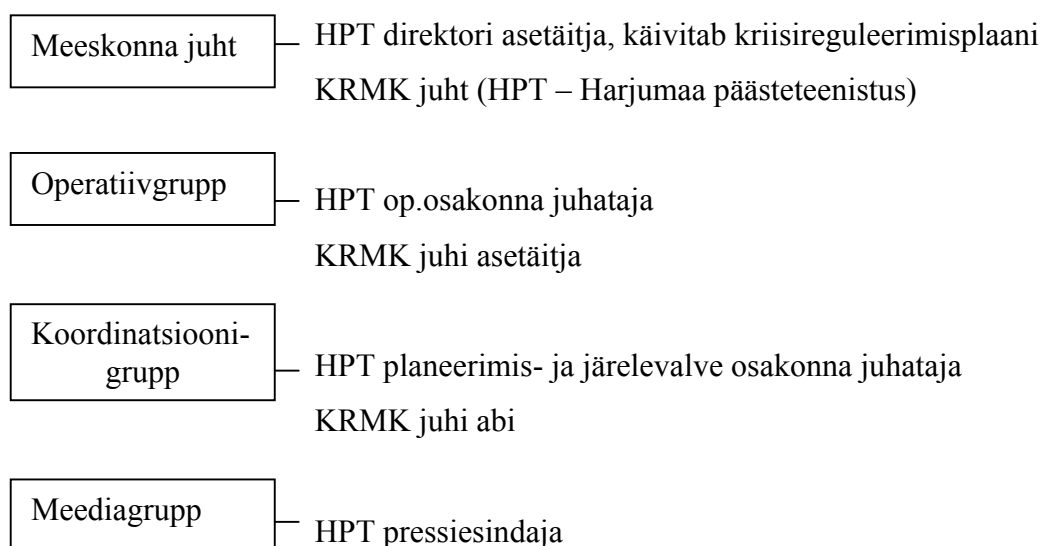 Meeskonna juht
HPT direktori asetäitja, käivitab kriisireguleerimisplaani
KRMK juht (HPT – Harjumaa päästeteenistus)
Operatiivgrupp
HPT op.osakonna juhataja
KRMK juhi asetäitja
Koordinatsiooni-
grupp
HPT planeerimis- ja järelevalve osakonna juhataja
KRMK juhi abi
Meediagrupp
HPT pressiesindaja